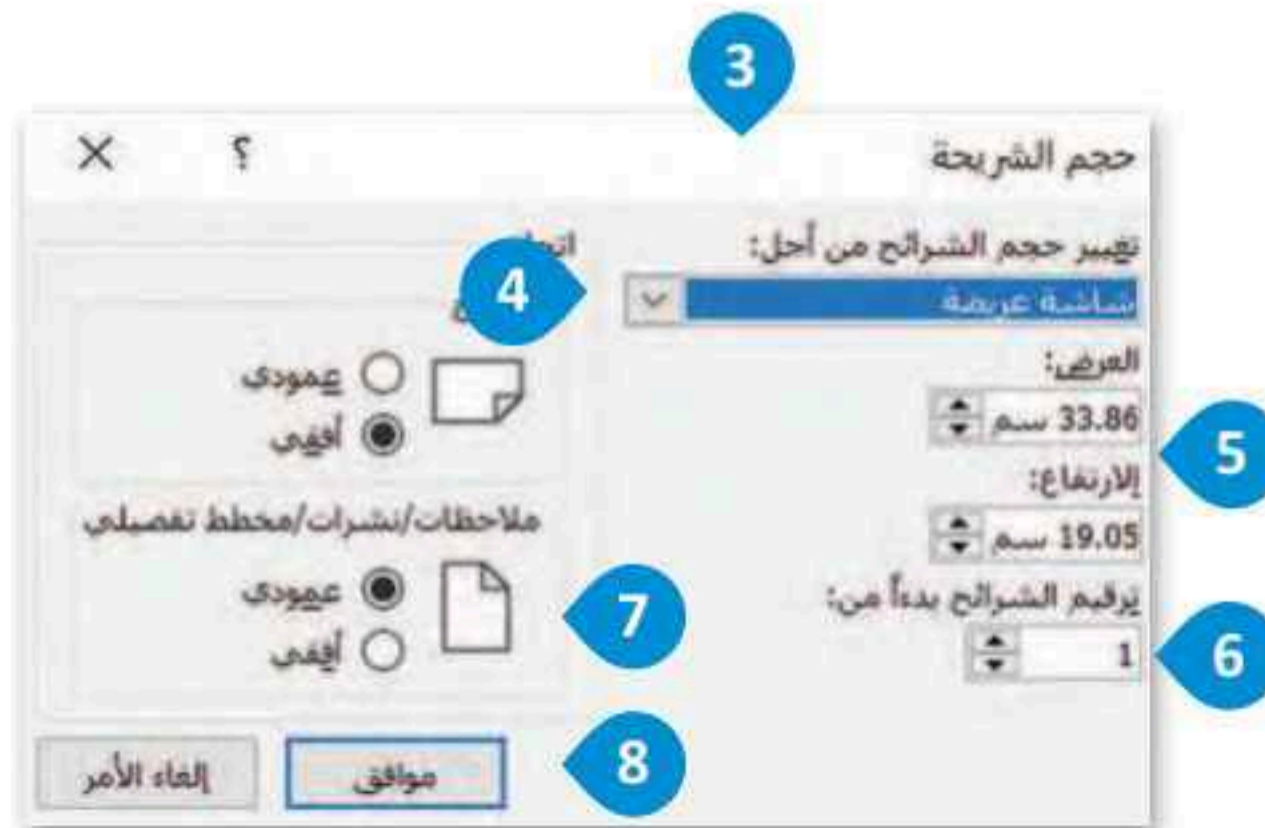 3
حجم الشريحة
؟
تغيير حجم الشرائح من أجل:
4
شاشة عريضة
العرض:
33.86 سم
5
الارتفاع:
19.05 سم
ترقيم الشرائح بدءاً من:
1
6
عمودي
أفقي
ملاحظات/نشرات/مخطط تفصيلي
عمودي
أفقي
7
موافق
إلغاء الأمر
8